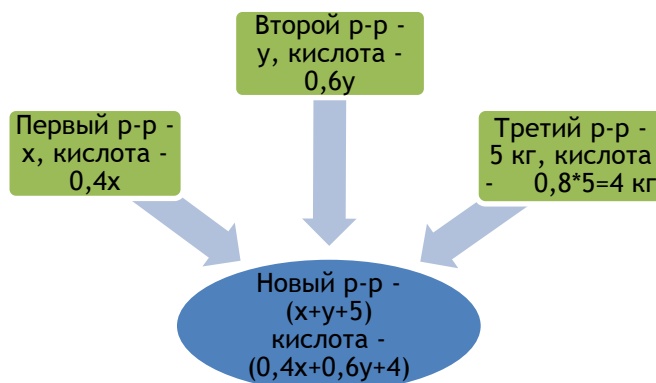 Второй р-р -
у, кислота -
0,6у
Первый р-р -
х, кислота -
0,4х
Третий р-р -
5 кг, кислота
- 0,8*5=4 кг
Новый р-р -
(х+у+5)
кислота -
(0,4х+0,6у+4)